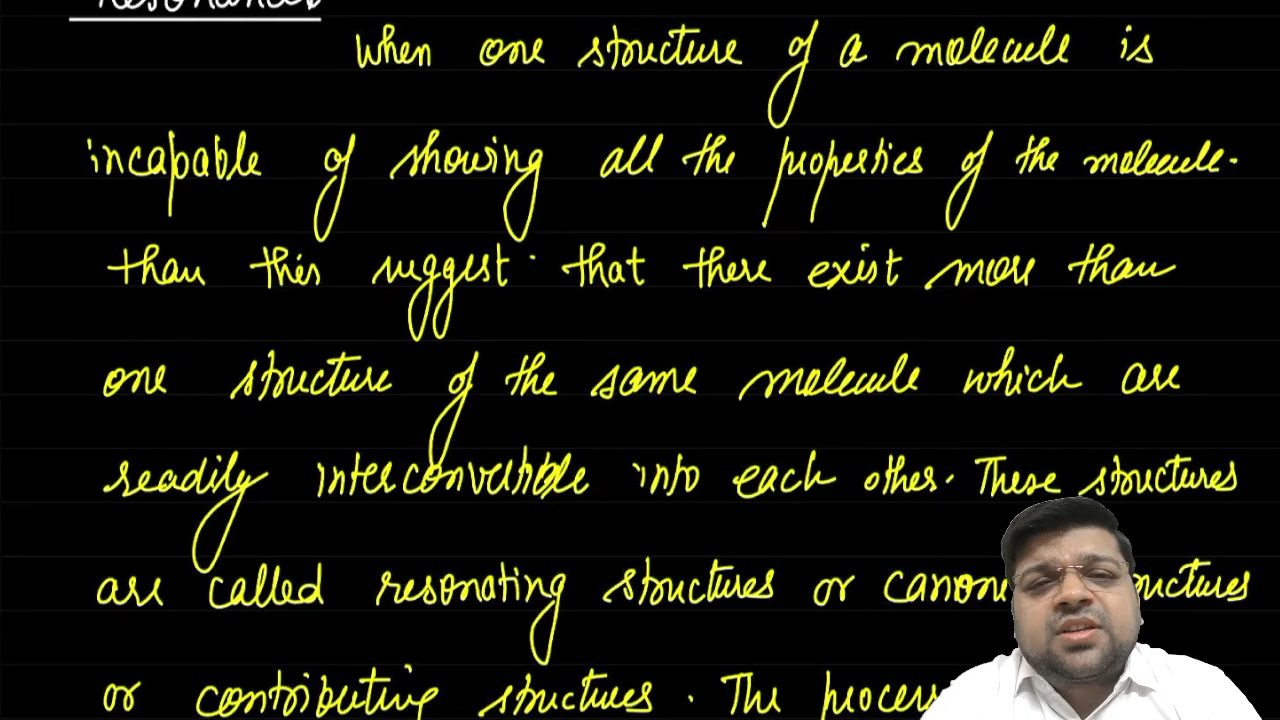 Resonances
When one structure of a molecule is
incapable of showing all the properties of the molecule.
than this suggest that there exist more than
one structure of the same molecule which are
readily interconvertible into each other. These structures
are called resonating structures or
or contributing structures. The